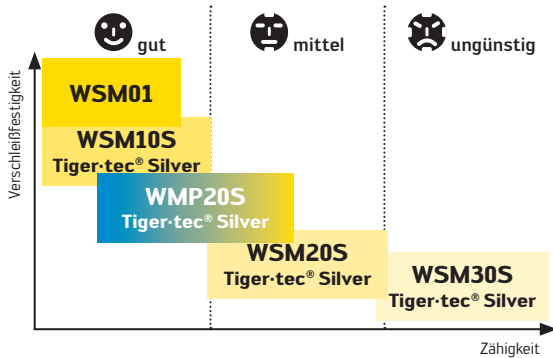 gut
mittel
ungünstig
Verschleißfestigkeit
WSM01
WSM10S
Tiger·tec® Silver
WMP20S
Tiger·tec® Silver
WSM20S
Tiger·tec® Silver
WSM30S
Tiger·tec® Silver
Zähigkeit